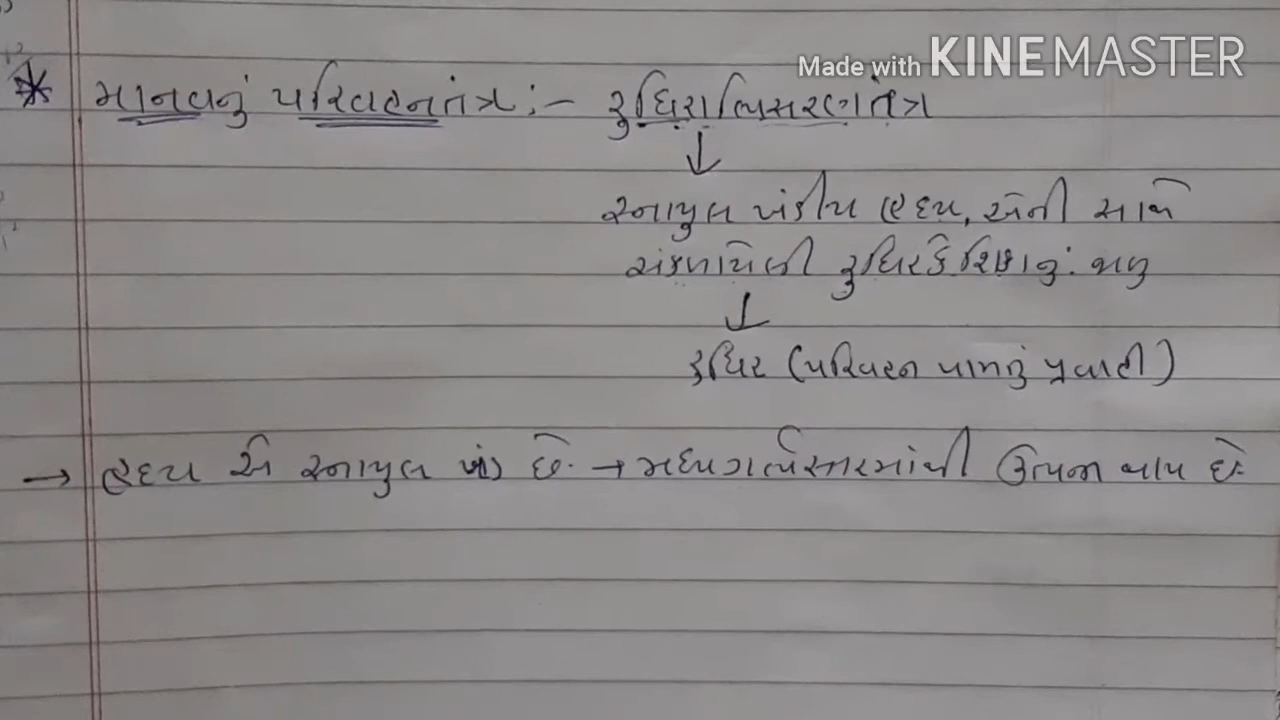 Made with KINEMASTER
* માનવનું પરિવહનતંત્ર :- રુધિરાભિસરણતંત્ર
↓
સ્નાયુલ ખંડીય હૃદય, એની સાથે
સંકળાયેલી રુધિરકેશિકાનું
↓
રુધિર (પરિવહન પામતું પ્રવાહી)
→ હૃદય એ સ્નાયુલ અંગ છે. → મધ્યગર્ભસ્તરમાંથી ઉત્પન્ન થાય છે.